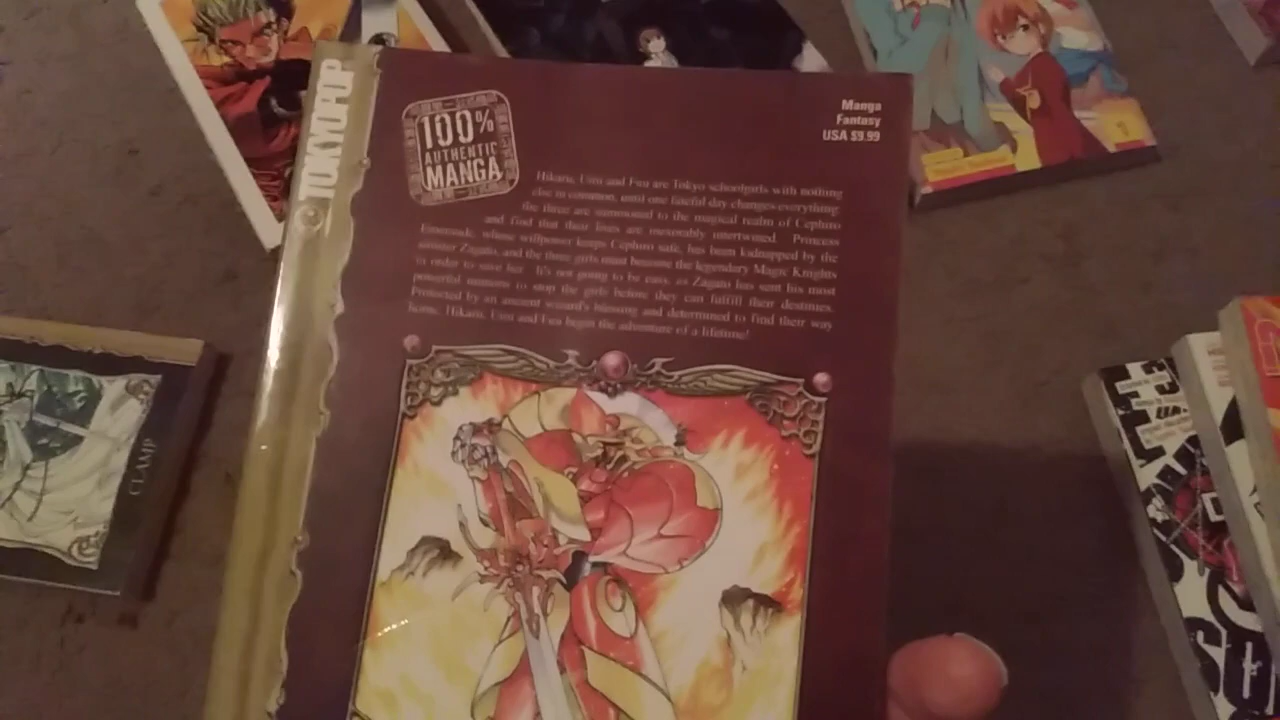 TOKYOPOP
100%
AUTHENTIC
MANGA
Manga
Fantasy
USA $9.99
Hikaru, Umi and Fuu are Tokyo schoolgirls with nothing
else in common, until one fateful day changes everything:
the three are summoned to the magical realm of Cephiro
and find that their lives are inexorably intertwined. Princess
Emeraude, whose willpower keeps Cephiro safe, has been kidnapped by the
sinister Zagato, and the three girls must become the legendary Magic Knights
in order to save her. It's not going to be easy, as Zagato has sent his most
powerful minions to stop the girls before they can fulfill their destinies.
Protected by an ancient wizard's blessing and determined to find their way
home, Hikaru, Umi and Fuu begin the adventure of a lifetime!
CLAMP